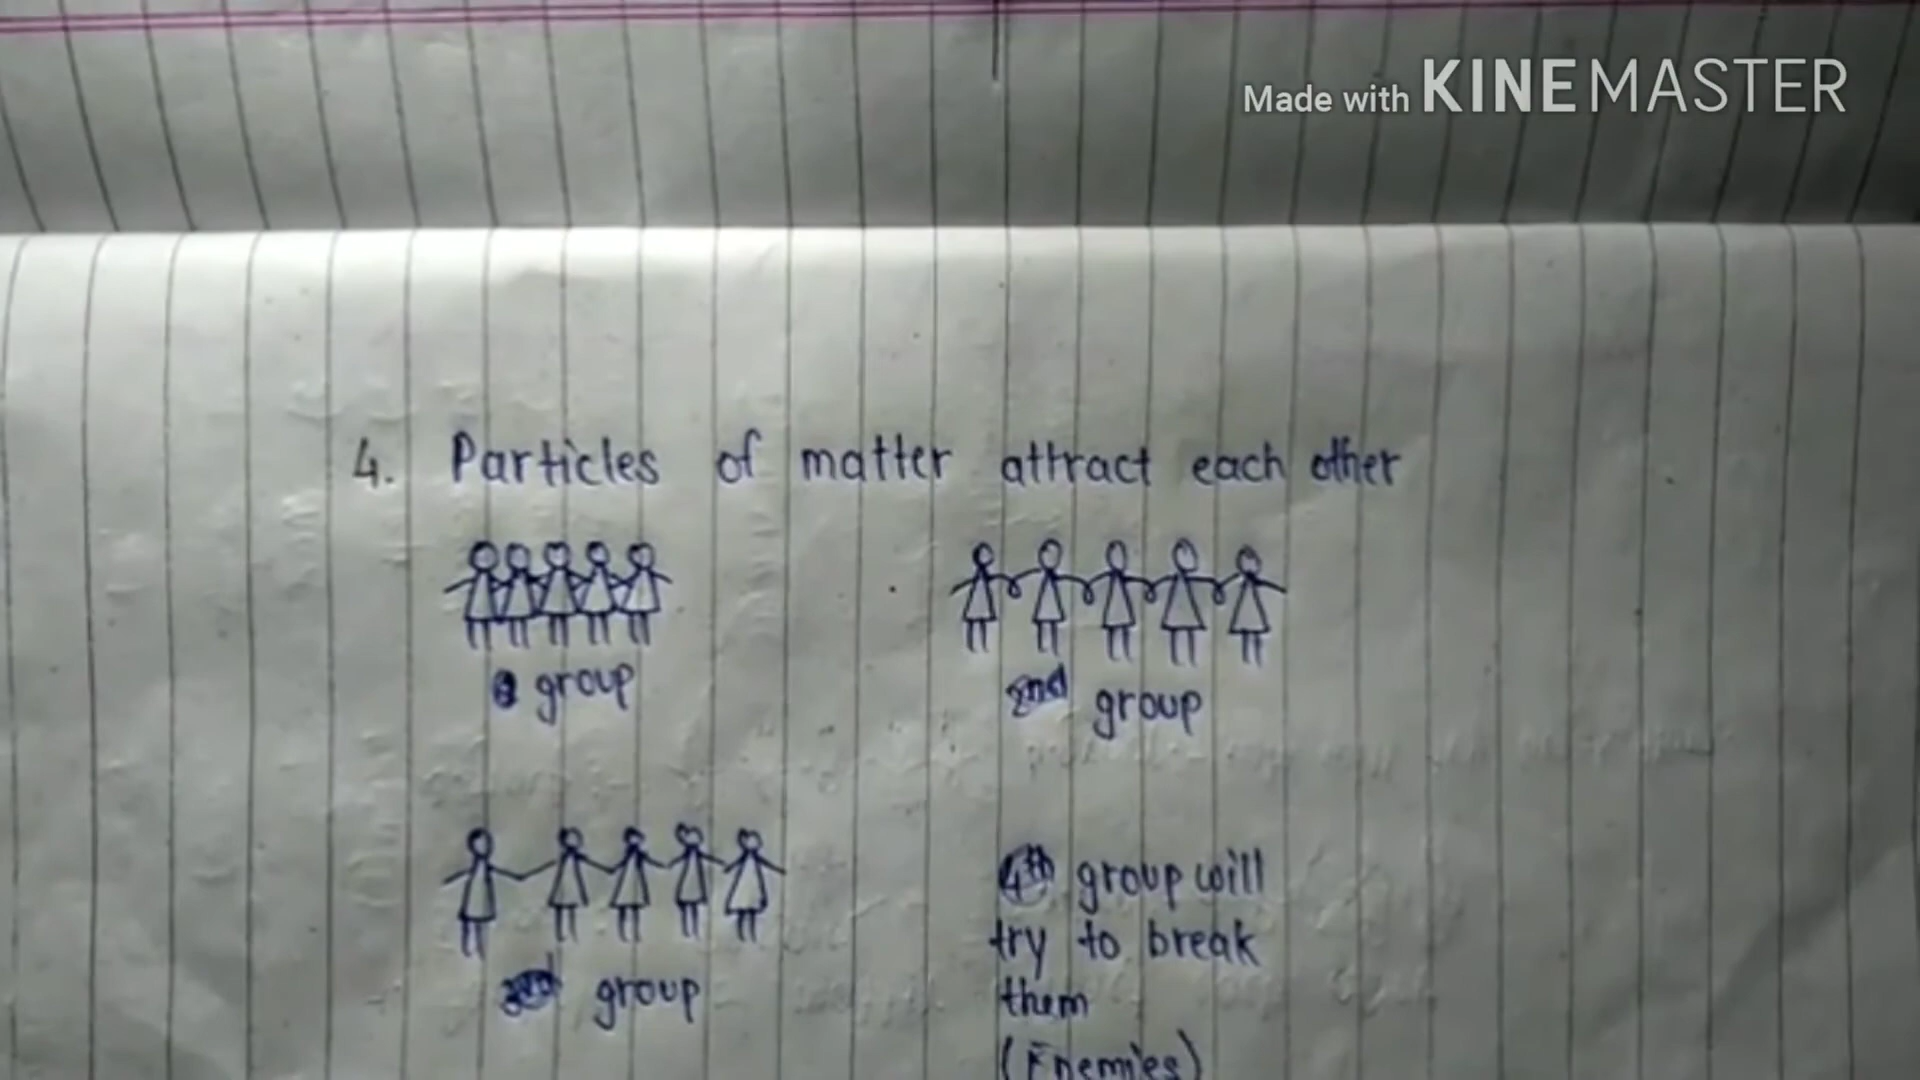 Made with KINEMASTER
4. Particles of matter attract each other
group
2nd group
3rd group
4th group will
try to break
them
(Enemies)